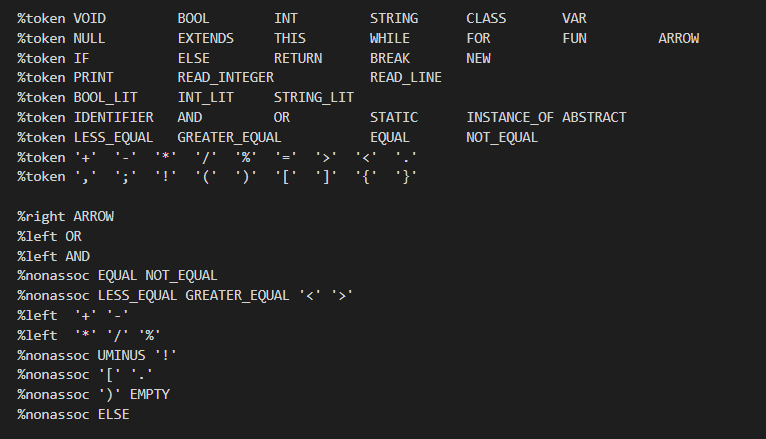 %token VOID         BOOL        INT         STRING      CLASS       VAR
%token NULL         EXTENDS     THIS        WHILE       FOR         FUN         ARROW
%token IF           ELSE        RETURN      BREAK       NEW
%token PRINT        READ_INTEGER            READ_LINE
%token BOOL_LIT     INT_LIT     STRING_LIT
%token IDENTIFIER   AND         OR          STATIC      INSTANCE_OF ABSTRACT
%token LESS_EQUAL   GREATER_EQUAL           EQUAL       NOT_EQUAL
%token '+'  '-'  '*'  '/'  '%'  '='  '>'  '<'  '.'
%token ','  ';'  '!'  '('  ')'  '['  ']'  '{'  '}'

%right ARROW
%left OR
%left AND
%nonassoc EQUAL NOT_EQUAL
%nonassoc LESS_EQUAL GREATER_EQUAL '<' '>'
%left  '+' '-'
%left  '*' '/' '%'
%nonassoc UMINUS '!'
%nonassoc '[' '.'
%nonassoc ')' EMPTY
%nonassoc ELSE